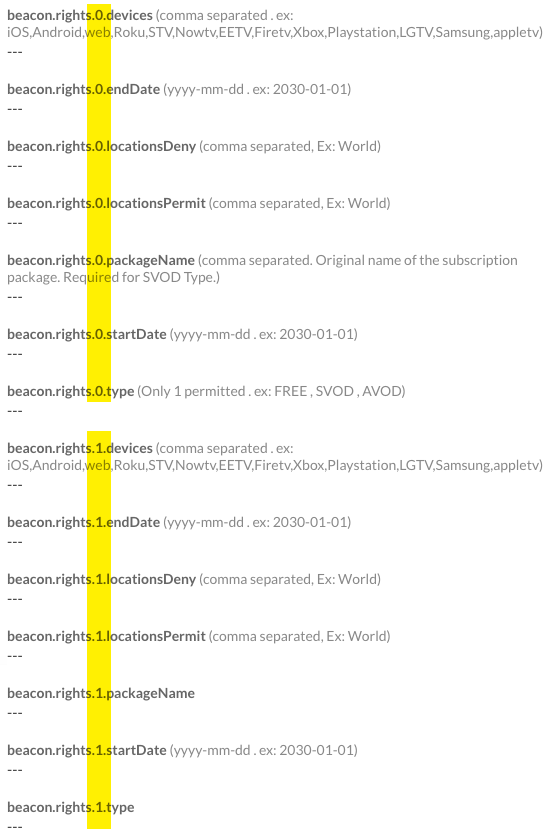 beacon.rights.0.devices (comma separated . ex:
iOS,Android,web,Roku,STV,Nowtv,EETV,Firetv,Xbox,Playstation,LGTV,Samsung,appletv)
---
beacon.rights.0.endDate (yyyy-mm-dd . ex: 2030-01-01)
---
beacon.rights.0.locationsDeny (comma separated, Ex: World)
---
beacon.rights.0.locationsPermit (comma separated, Ex: World)
---
beacon.rights.0.packageName (comma separated. Original name of the subscription
package. Required for SVOD Type.)
---
beacon.rights.0.startDate (yyyy-mm-dd . ex: 2030-01-01)
---
beacon.rights.0.type (Only 1 permitted . ex: FREE , SVOD , AVOD)
---
beacon.rights.1.devices (comma separated . ex:
iOS,Android,web,Roku,STV,Nowtv,EETV,Firetv,Xbox,Playstation,LGTV,Samsung,appletv)
---
beacon.rights.1.endDate (yyyy-mm-dd . ex: 2030-01-01)
---
beacon.rights.1.locationsDeny (comma separated, Ex: World)
---
beacon.rights.1.locationsPermit (comma separated, Ex: World)
---
beacon.rights.1.packageName
---
beacon.rights.1.startDate (yyyy-mm-dd . ex: 2030-01-01)
---
beacon.rights.1.type
---